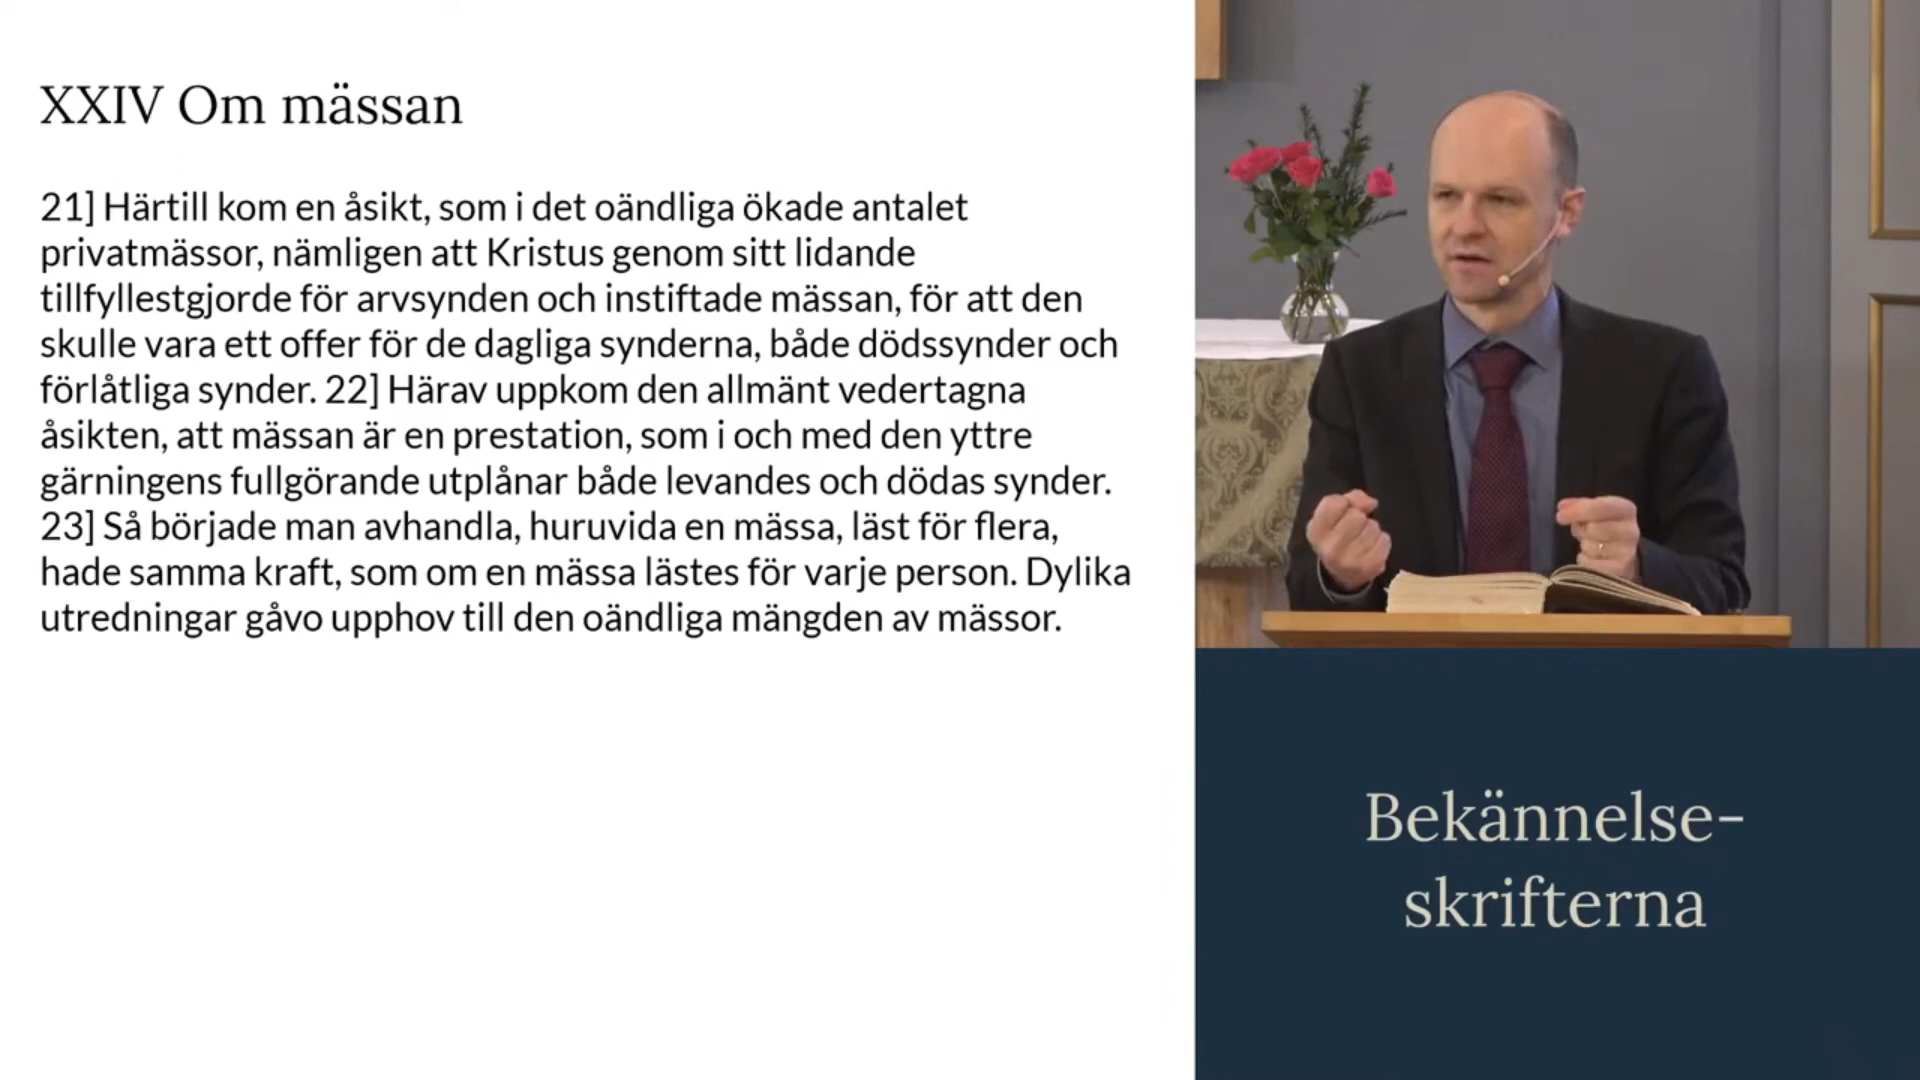 XXIV Om mässan
21] Härtill kom en åsikt, som i det oändliga ökade antalet
privatmässor, nämligen att Kristus genom sitt lidande
tillfyllestgjorde för arvsynden och instiftade mässan, för att den
skulle vara ett offer för de dagliga synderna, både dödssynder och
förlåtliga synder. 22] Härav uppkom den allmänt vedertagna
åsikten, att mässan är en prestation, som i och med den yttre
gärningens fullgörande utplånar både levandes och dödas synder.
23] Så började man avhandla, huruvida en mässa, läst för flera,
hade samma kraft, som om en mässa lästes för varje person. Dylika
utredningar gåvo upphov till den oändliga mängden av mässor.
Bekännelse-
skrifterna